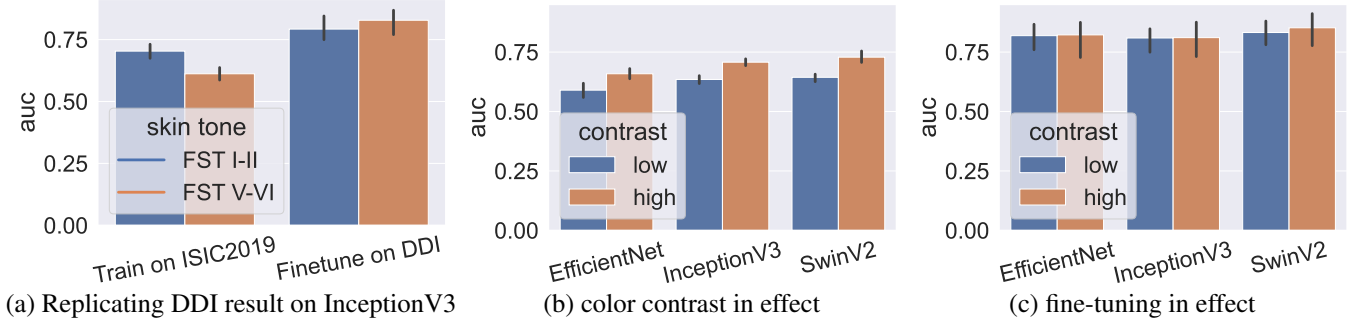 0.75
0.50
0.25
0.00
auc
skin tone
FST I-II
FST V-VI
Train on ISIC2019
Finetune on DDI
(a) Replicating DDI result on InceptionV3
0.75
0.50
0.25
0.00
auc
contrast
low
high
EfficientNet
InceptionV3
SwinV2
(b) color contrast in effect
0.75
0.50
0.25
0.00
auc
contrast
low
high
EfficientNet
InceptionV3
SwinV2
(c) fine-tuning in effect